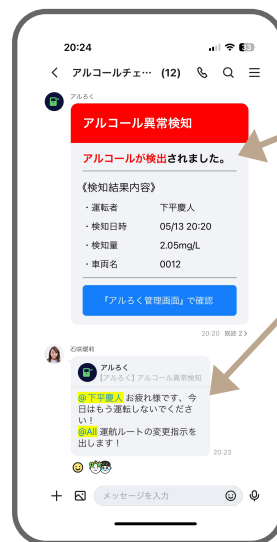 20:24
アルコールチェ… (12)
アルろく
アルコール異常検知
アルコールが検出されました。
《検知結果内容》
・運転者 下平慶人
・検知日時 05/13 20:20
・検知量 2.05mg/L
・車両名 0012
『アルろく管理画面』で確認
20:20 既読 2>
石咲媛莉
アルろく
【アルろく】アルコール異常検知
@下平慶人 お疲れ様です、今
日はもう運転しないでくださ
い！
@All 運航ルートの変更指示を
出します！
20:23
メッセージを入力